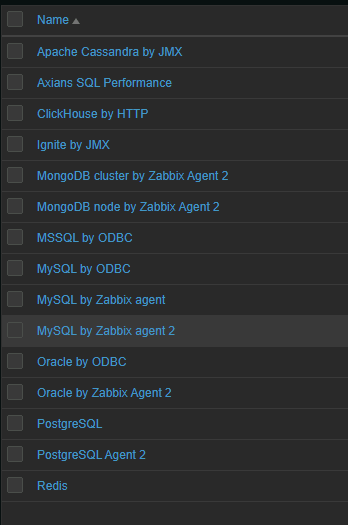 Name
Apache Cassandra by JMX
Axians SQL Performance
ClickHouse by HTTP
Ignite by JMX
MongoDB cluster by Zabbix Agent 2
MongoDB node by Zabbix Agent 2
MSSQL by ODBC
MySQL by ODBC
MySQL by Zabbix agent
MySQL by Zabbix agent 2
Oracle by ODBC
Oracle by Zabbix Agent 2
PostgreSQL
PostgreSQL Agent 2
Redis